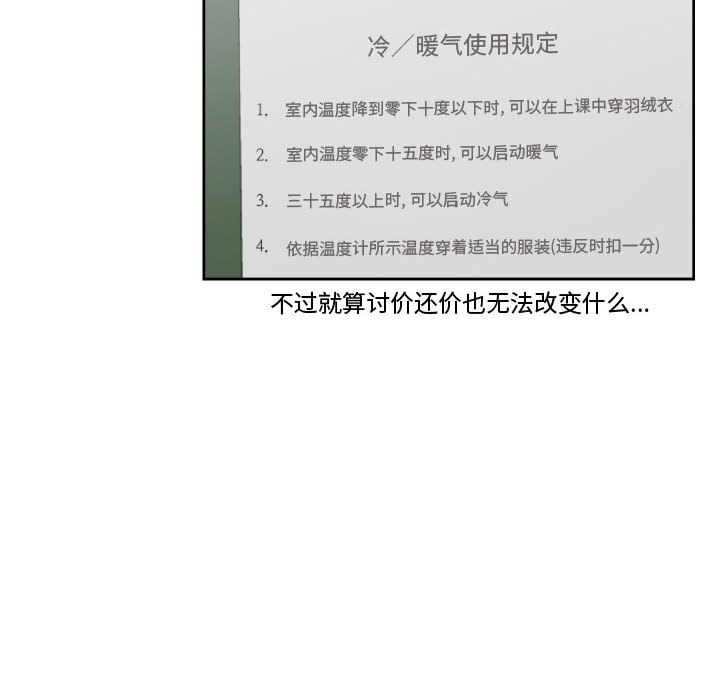 冷／暖气使用规定
1. 室内温度降到零下十度以下时, 可以在上课中穿羽绒衣
2. 室内温度零下十五度时, 可以启动暖气
3. 三十五度以上时, 可以启动冷气
4. 依据温度计所示温度穿着适当的服装(违反时扣一分)
不过就算讨价还价也无法改变什么...